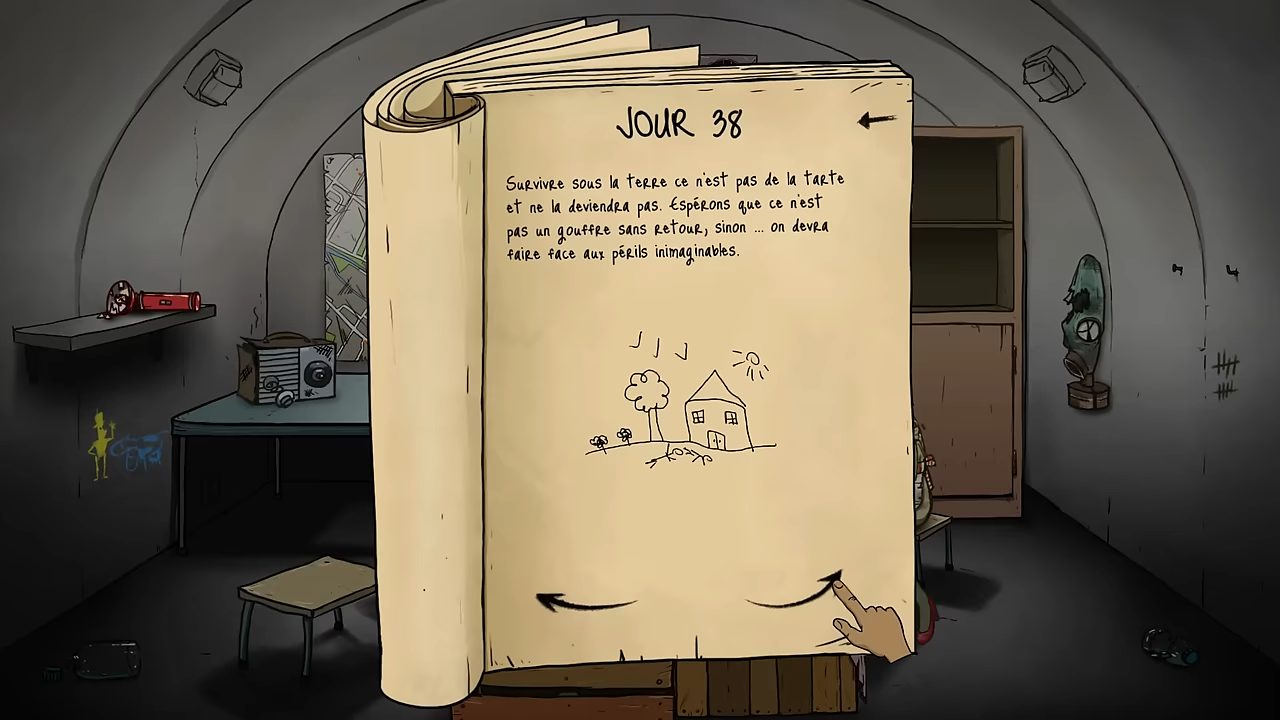 JOUR 38
Survivre sous la terre ce n'est pas de la tarte
et ne la deviendra pas. Espérons que ce n'est
pas un gouffre sans retour, sinon ... on devra
faire face aux périls inimaginables.